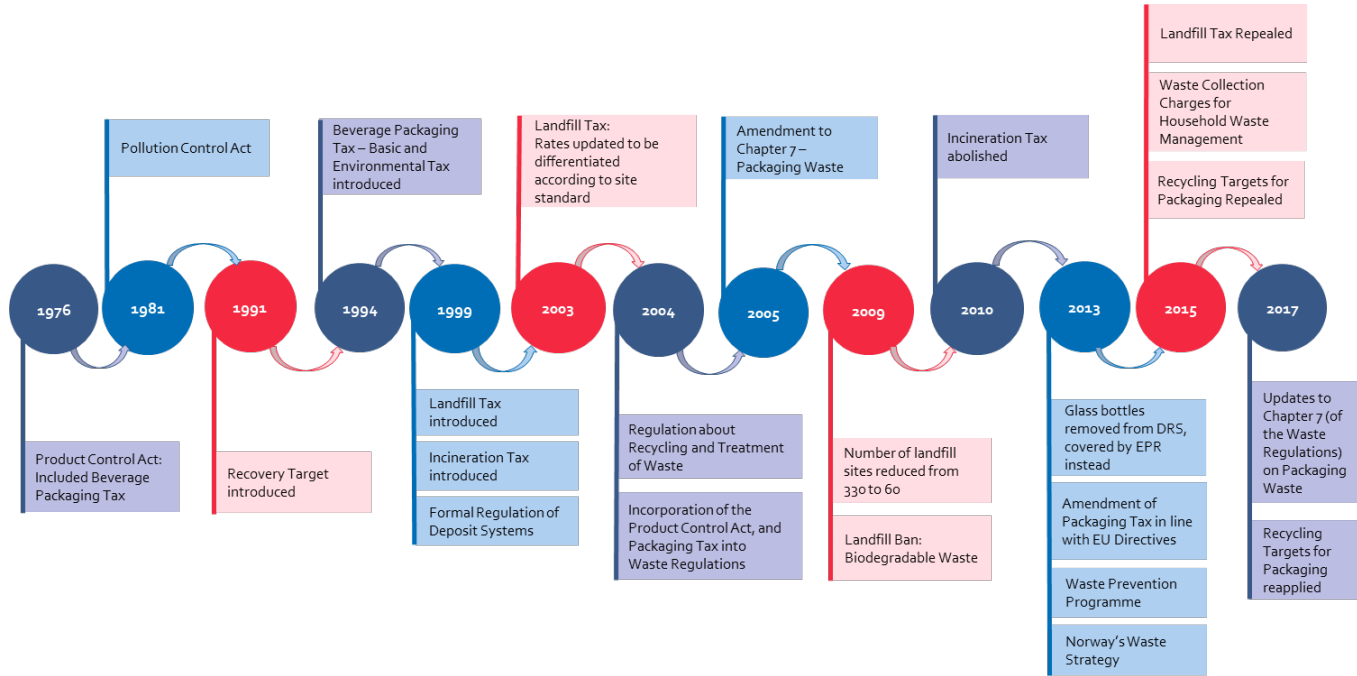 1976
Product Control Act:
Included Beverage
Packaging Tax
1981
Pollution Control Act
1991
Recovery Target
introduced
1994
Beverage Packaging
Tax – Basic and
Environmental Tax
introduced
1999
Landfill Tax
introduced
Incineration Tax
introduced
Formal Regulation of
Deposit Systems
2003
Landfill Tax:
Rates updated to be
differentiated
according to site
standard
2004
Regulation about
Recycling and Treatment
of Waste
Incorporation of the
Product Control Act, and
Packaging Tax into
Waste Regulations
2005
Amendment to
Chapter 7 –
Packaging Waste
2009
Number of landfill
sites reduced from
330 to 60
Landfill Ban:
Biodegradable Waste
2010
Incineration Tax
abolished
2013
Glass bottles
removed from DRS,
covered by EPR
instead
Amendment of
Packaging Tax in line
with EU Directives
Waste Prevention
Programme
Norway's Waste
Strategy
2015
Landfill Tax Repealed
Waste Collection
Charges for
Household Waste
Management
Recycling Targets for
Packaging Repealed
2017
Updates to
Chapter 7 (of
the Waste
Regulations)
on Packaging
Waste
Recycling
Targets for
Packaging
reapplied